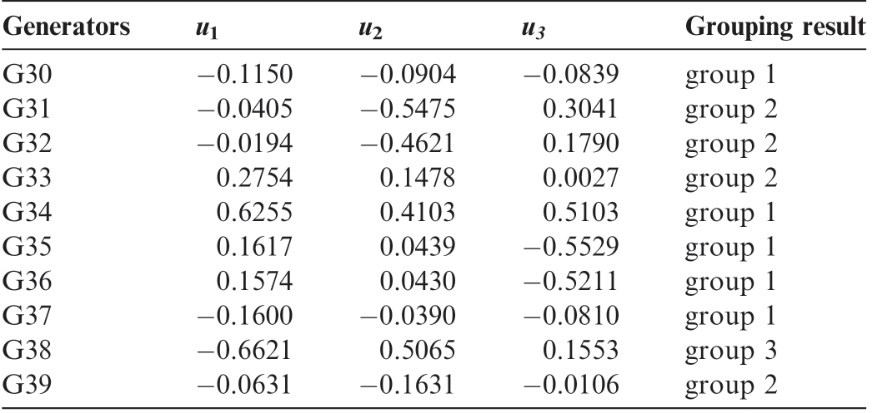 Generators u1 u2 u3 Grouping result
G30 −0.1150 −0.0904 −0.0839 group 1
G31 −0.0405 −0.5475 0.3041 group 2
G32 −0.0194 −0.4621 0.1790 group 2
G33 0.2754 0.1478 0.0027 group 2
G34 0.6255 0.4103 0.5103 group 1
G35 0.1617 0.0439 −0.5529 group 1
G36 0.1574 0.0430 −0.5211 group 1
G37 −0.1600 −0.0390 −0.0810 group 1
G38 −0.6621 0.5065 0.1553 group 3
G39 −0.0631 −0.1631 −0.0106 group 2